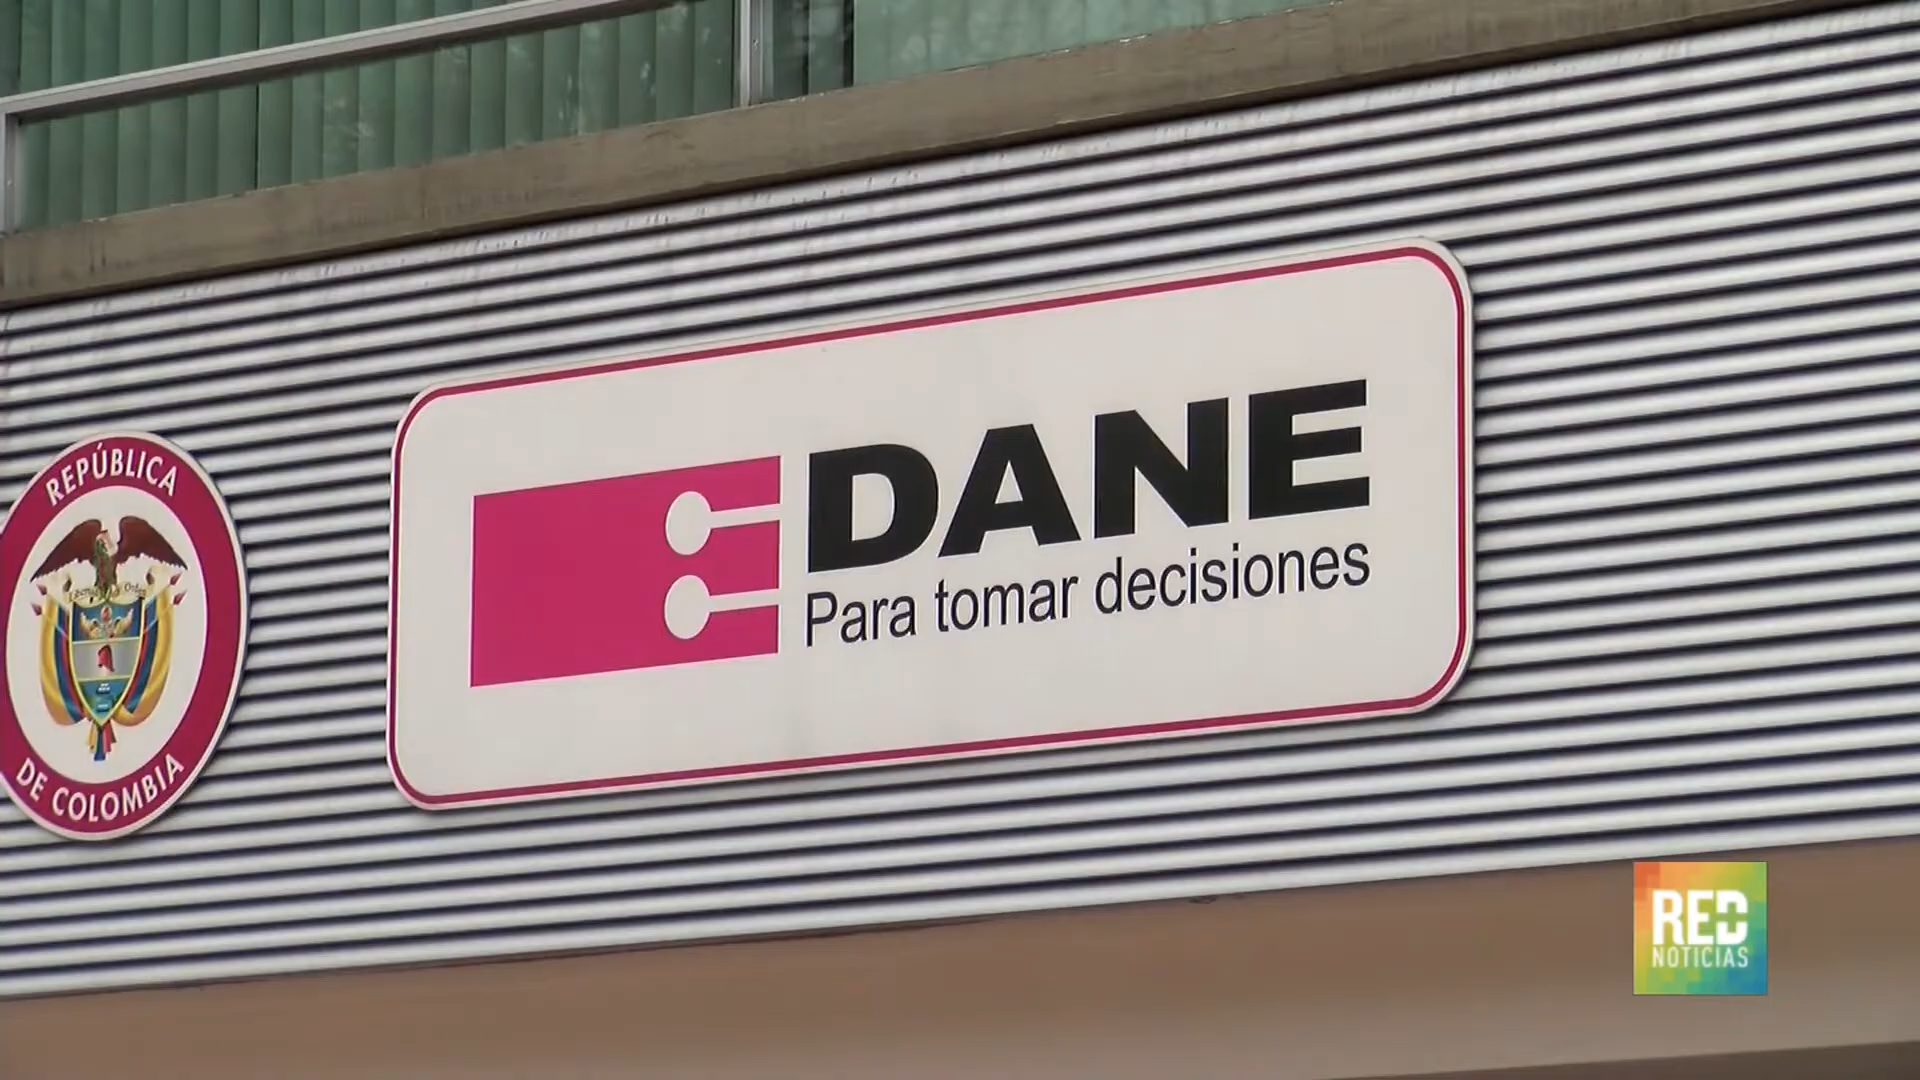 REPÚBLICA
DE COLOMBIA
DANE
Para tomar decisiones
RED
NOTICIAS